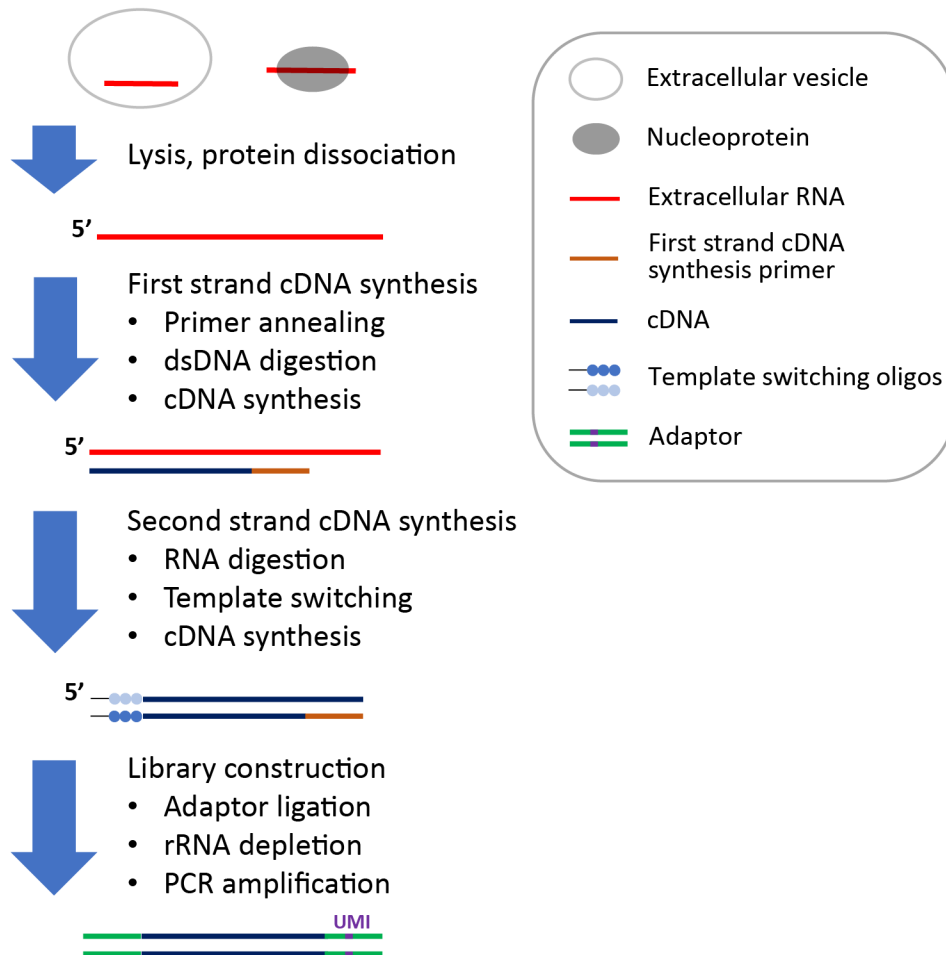 Lysis, protein dissociation
5’
First strand cDNA synthesis
• Primer annealing
• dsDNA digestion
• cDNA synthesis
5’
Second strand cDNA synthesis
• RNA digestion
• Template switching
• cDNA synthesis
5’
Library construction
• Adaptor ligation
• rRNA depletion
• PCR amplification
UMI
Extracellular vesicle
Nucleoprotein
Extracellular RNA
First strand cDNA
synthesis primer
cDNA
Template switching oligos
Adaptor